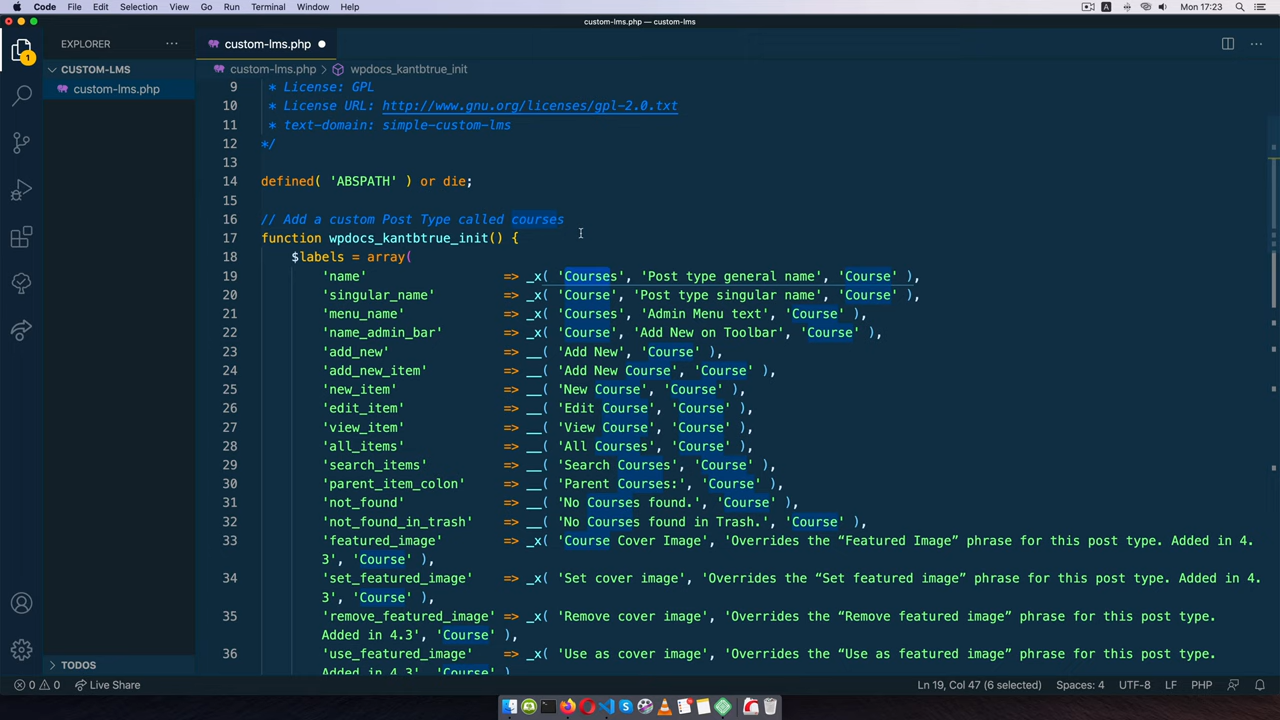 Code File Edit Selection View Go Run Terminal Window Help
A
Mon 17:23
custom-lms.php — custom-lms
EXPLORER
custom-lms.php
CUSTOM-LMS
custom-lms.php
TODOS
1
custom-lms.php > wpdocs_kantbtrue_init
9 * License: GPL
10 * License URL: http://www.gnu.org/licenses/gpl-2.0.txt
11 * text-domain: simple-custom-lms
12 */
13
14 defined( 'ABSPATH' ) or die;
15
16 // Add a custom Post Type called courses
17 function wpdocs_kantbtrue_init() {
18 $labels = array(
19 'name' => _x( 'Courses', 'Post type general name', 'Course' ),
20 'singular_name' => _x( 'Course', 'Post type singular name', 'Course' ),
21 'menu_name' => _x( 'Courses', 'Admin Menu text', 'Course' ),
22 'name_admin_bar' => _x( 'Course', 'Add New on Toolbar', 'Course' ),
23 'add_new' => __( 'Add New', 'Course' ),
24 'add_new_item' => __( 'Add New Course', 'Course' ),
25 'new_item' => __( 'New Course', 'Course' ),
26 'edit_item' => __( 'Edit Course', 'Course' ),
27 'view_item' => __( 'View Course', 'Course' ),
28 'all_items' => __( 'All Courses', 'Course' ),
29 'search_items' => __( 'Search Courses', 'Course' ),
30 'parent_item_colon' => __( 'Parent Courses:', 'Course' ),
31 'not_found' => __( 'No Courses found.', 'Course' ),
32 'not_found_in_trash' => __( 'No Courses found in Trash.', 'Course' ),
33 'featured_image' => _x( 'Course Cover Image', 'Overrides the “Featured Image” phrase for this post type. Added in 4.
3', 'Course' ),
34 'set_featured_image' => _x( 'Set cover image', 'Overrides the “Set featured image” phrase for this post type. Added in 4.
3', 'Course' ),
35 'remove_featured_image' => _x( 'Remove cover image', 'Overrides the “Remove featured image” phrase for this post type.
Added in 4.3', 'Course' ),
36 'use_featured_image' => _x( 'Use as cover image', 'Overrides the “Use as featured image” phrase for this post type.
Added in 4.3', 'Course' ),
0 0 Live Share
Ln 19, Col 47 (6 selected) Spaces: 4 UTF-8 LF PHP